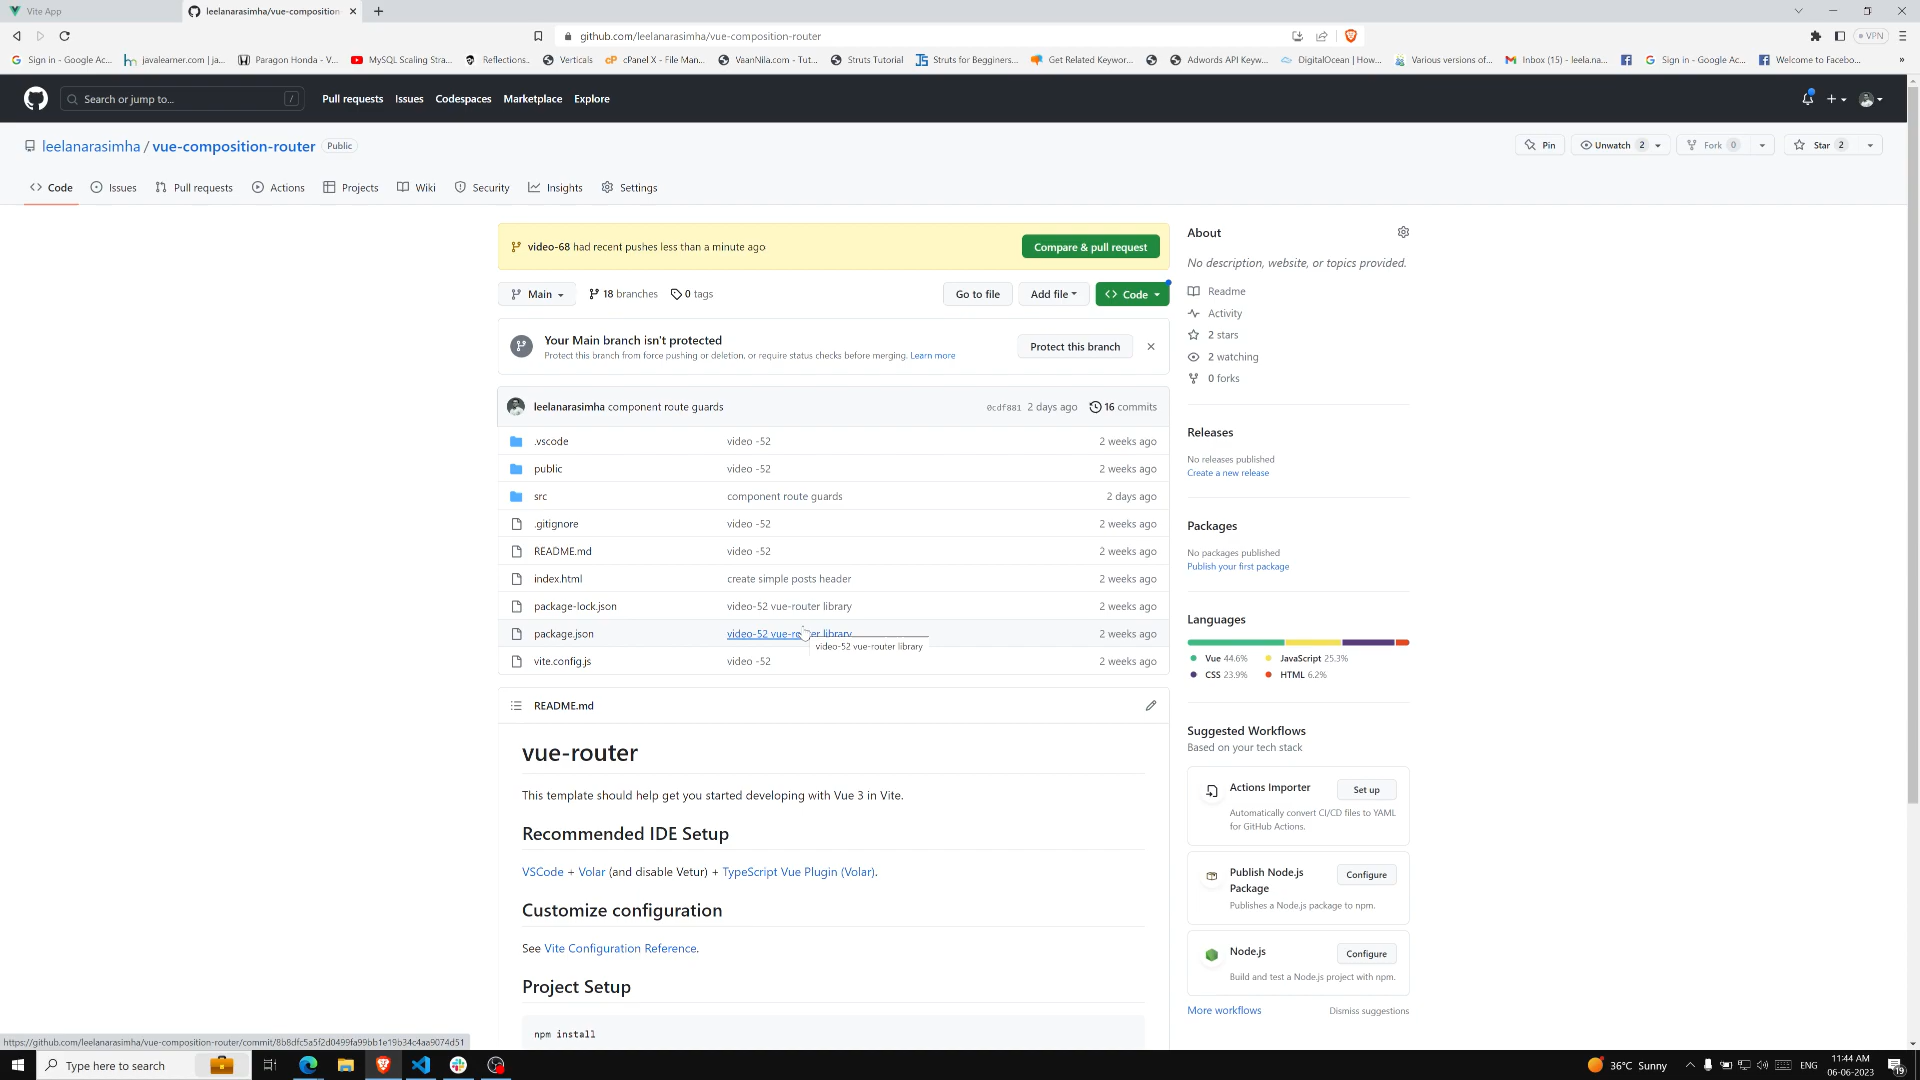 Vite App
leelanarasimha/vue-composition-
github.com/leelanarasimha/vue-composition-router
VPN
Sign in - Google Ac...
javalearner.com | ja...
Paragon Honda - V...
MySQL Scaling Stra...
Reflections..
Verticals
cPanel X - File Man...
VaanNila.com - Tut...
Struts Tutorial
Struts for Begginers...
Get Related Keywor...
Adwords API Keyw...
DigitalOcean | How...
Various versions of...
Inbox (15) - leela.na...
Sign in - Google Ac...
Welcome to Facebo...
Search or jump to...
/
Pull requests
Issues
Codespaces
Marketplace
Explore
leelanarasimha / vue-composition-router
Public
Pin
Unwatch 2
Fork 0
Star 2
Code
Issues
Pull requests
Actions
Projects
Wiki
Security
Insights
Settings
video-68 had recent pushes less than a minute ago
Compare & pull request
Main
18 branches
0 tags
Go to file
Add file
Code
Your Main branch isn't protected
Protect this branch from force pushing or deletion, or require status checks before merging. Learn more
Protect this branch
leelanarasimha component route guards
0cdf881 2 days ago
16 commits
.vscode
video -52
2 weeks ago
public
video -52
2 weeks ago
src
component route guards
2 days ago
.gitignore
video -52
2 weeks ago
README.md
video -52
2 weeks ago
index.html
create simple posts header
2 weeks ago
package-lock.json
video-52 vue-router library
2 weeks ago
package.json
video-52 vue-router library
2 weeks ago
video-52 vue-router library
vite.config.js
video -52
2 weeks ago
README.md
vue-router
This template should help get you started developing with Vue 3 in Vite.
Recommended IDE Setup
VSCode + Volar (and disable Vetur) + TypeScript Vue Plugin (Volar).
Customize configuration
See Vite Configuration Reference.
Project Setup
npm install
About
No description, website, or topics provided.
Readme
Activity
2 stars
2 watching
0 forks
Releases
No releases published
Create a new release
Packages
No packages published
Publish your first package
Languages
Vue 44.6%
JavaScript 25.3%
CSS 23.9%
HTML 6.2%
Suggested Workflows
Based on your tech stack
Actions Importer
Set up
Automatically convert CI/CD files to YAML
for GitHub Actions.
Publish Node.js
Package
Configure
Publishes a Node.js package to npm.
Node.js
Configure
Build and test a Node.js project with npm.
More workflows
Dismiss suggestions
https://github.com/leelanarasimha/vue-composition-router/commit/8b8dfc5a5f2d0499fa99bb1e19b34c4aa9074d51
Type here to search
36°C Sunny
ENG
11:44 AM
06-06-2023
19